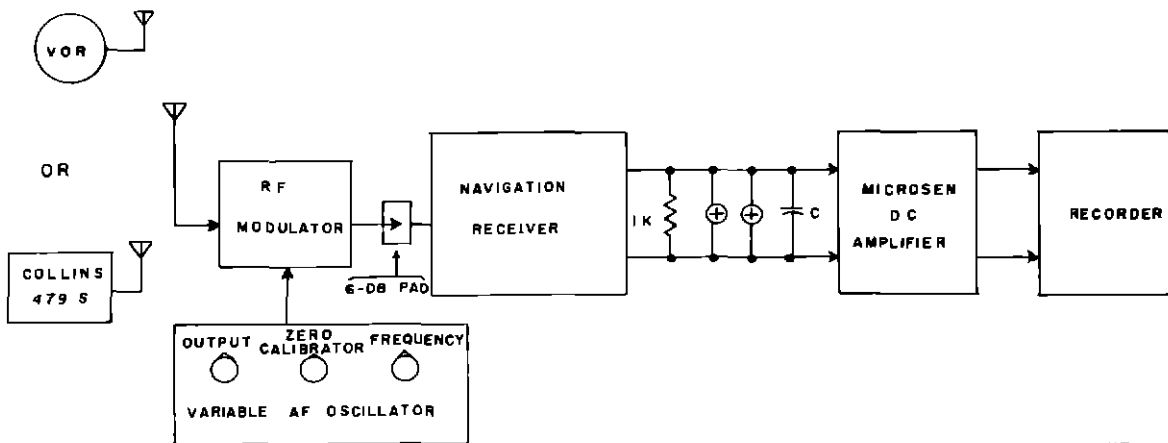 VOR
OR
COLLINS
479 S
RF
MODULATOR
6-DB PAD
OUTPUT
ZERO
CALIBRATOR
FREQUENCY
VARIABLE AF OSCILLATOR
NAVIGATION
RECEIVER
1K
C
MICROSEN
DC
AMPLIFIER
RECORDER